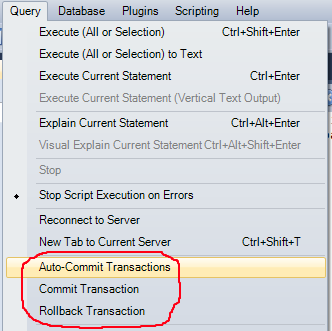 Query Database Plugins Scripting Help
Execute (All or Selection) Ctrl+Shift+Enter
Execute (All or Selection) to Text
Execute Current Statement Ctrl+Enter
Execute Current Statement (Vertical Text Output)
Explain Current Statement Ctrl+Alt+Enter
Visual Explain Current Statement Ctrl+Alt+Shift+Enter
Stop
Stop Script Execution on Errors
Reconnect to Server
New Tab to Current Server Ctrl+Shift+T
Auto-Commit Transactions
Commit Transaction
Rollback Transaction